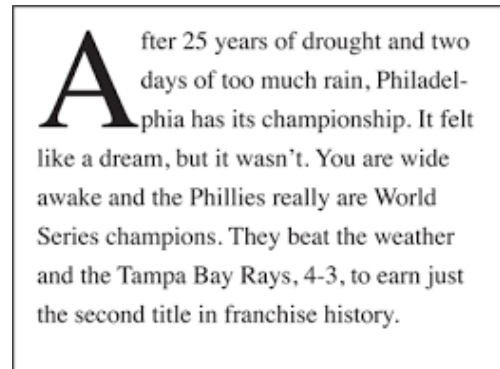 After 25 years of drought and two
days of too much rain, Philadel-
phia has its championship. It felt
like a dream, but it wasn’t. You are wide
awake and the Phillies really are World
Series champions. They beat the weather
and the Tampa Bay Rays, 4-3, to earn just
the second title in franchise history.